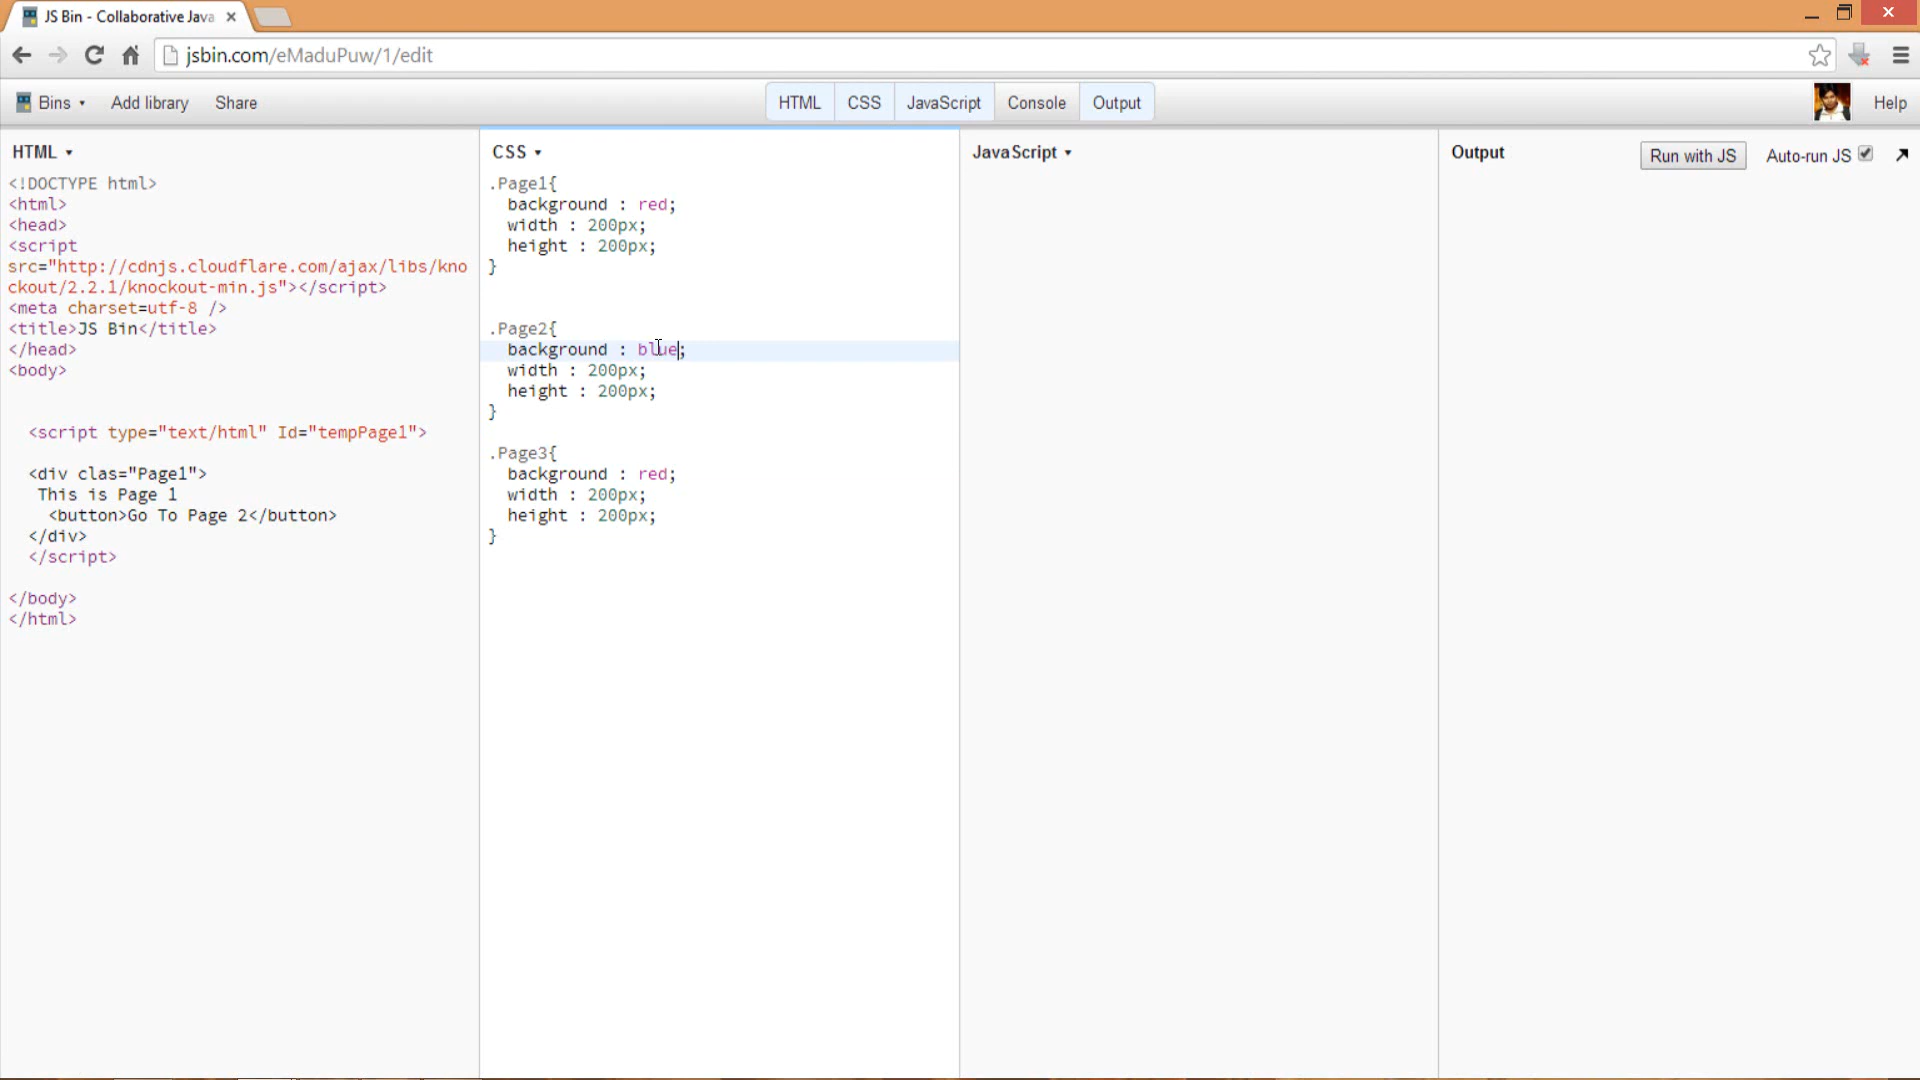 JS Bin - Collaborative Java
jsbin.com/eMaduPuw/1/edit
Bins
Add library
Share
HTML
CSS
JavaScript
Console
Output
Help
HTML
<!DOCTYPE html>
<html>
<head>
<script
src="http://cdnjs.cloudflare.com/ajax/libs/kno
ckout/2.2.1/knockout-min.js"></script>
<meta charset=utf-8 />
<title>JS Bin</title>
</head>
<body>
<script type="text/html" Id="tempPage1">
<div clas="Page1">
This is Page 1
<button>Go To Page 2</button>
</div>
</script>
</body>
</html>
CSS
.Page1{
background : red;
width : 200px;
height : 200px;
}
.Page2{
background : blue;
width : 200px;
height : 200px;
}
.Page3{
background : red;
width : 200px;
height : 200px;
}
JavaScript
Output
Run with JS
Auto-run JS